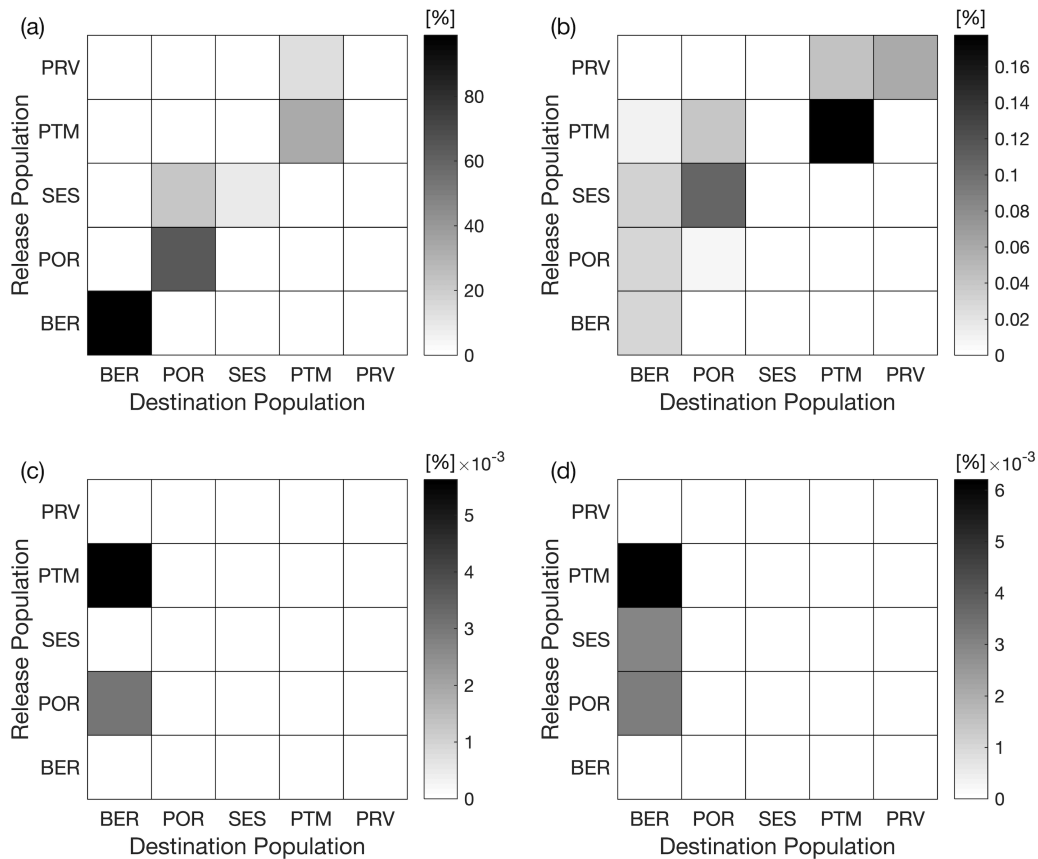 (a)
[%]
PRV
PTM
SES
POR
BER
Release Population
80
60
40
20
0
BER POR SES PTM PRV
Destination Population
(b)
[%]
PRV
PTM
SES
POR
BER
Release Population
0.16
0.14
0.12
0.1
0.08
0.06
0.04
0.02
0
BER POR SES PTM PRV
Destination Population
(c)
[%] ×10⁻³
PRV
PTM
SES
POR
BER
Release Population
5
4
3
2
1
0
BER POR SES PTM PRV
Destination Population
(d)
[%] ×10⁻³
PRV
PTM
SES
POR
BER
Release Population
6
5
4
3
2
1
0
BER POR SES PTM PRV
Destination Population